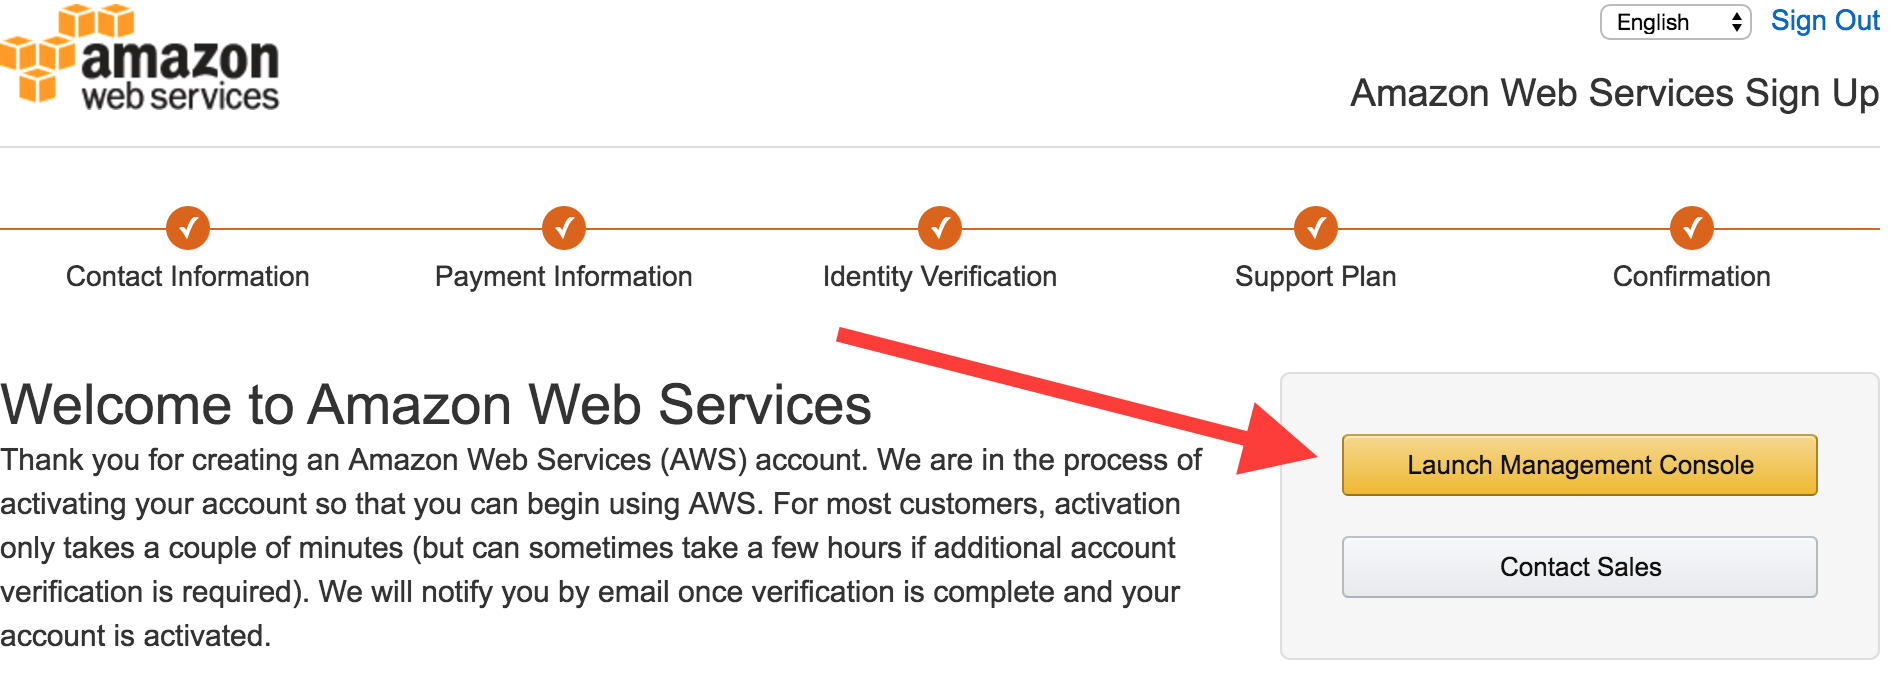 amazon
web services
English
Sign Out
Amazon Web Services Sign Up
Contact Information
Payment Information
Identity Verification
Support Plan
Confirmation
Welcome to Amazon Web Services
Thank you for creating an Amazon Web Services (AWS) account. We are in the process of
activating your account so that you can begin using AWS. For most customers, activation
only takes a couple of minutes (but can sometimes take a few hours if additional account
verification is required). We will notify you by email once verification is complete and your
account is activated.
Launch Management Console
Contact Sales